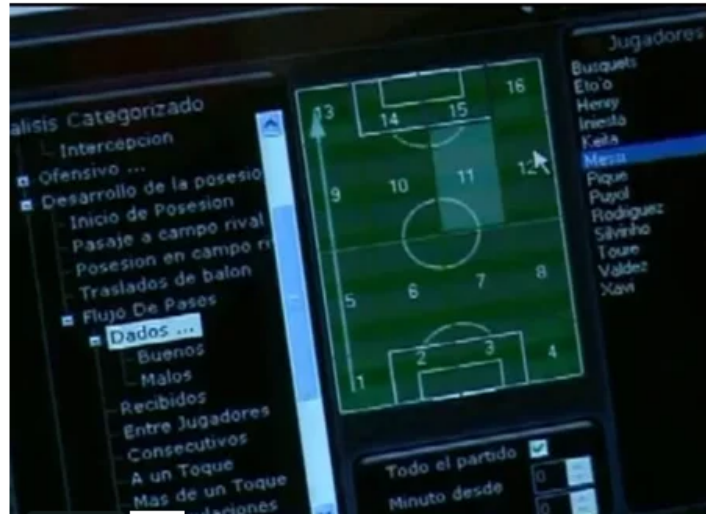 alisis Categorizado
Intercepcion
Ofensivo ...
Desarrollo de la posesio
Inicio de Posesion
Pasaje a campo rival
Posesion en campo ri
Traslados de balon
Flujo De Pases
Dados ...
Buenos
Malos
Recibidos
Entre Jugadores
Consecutivos
A un Toque
Mas de un Toque
13 14 15 16
9 10 11 12
5 6 7 8
1 2 3 4
Todo el partido
Minuto desde
0
0
Jugadores
Busquets
Eto'o
Henry
Iniesta
Keita
Messi
Pique
Puyol
Rodriguez
Silvinho
Toure
Valdez
Xavi